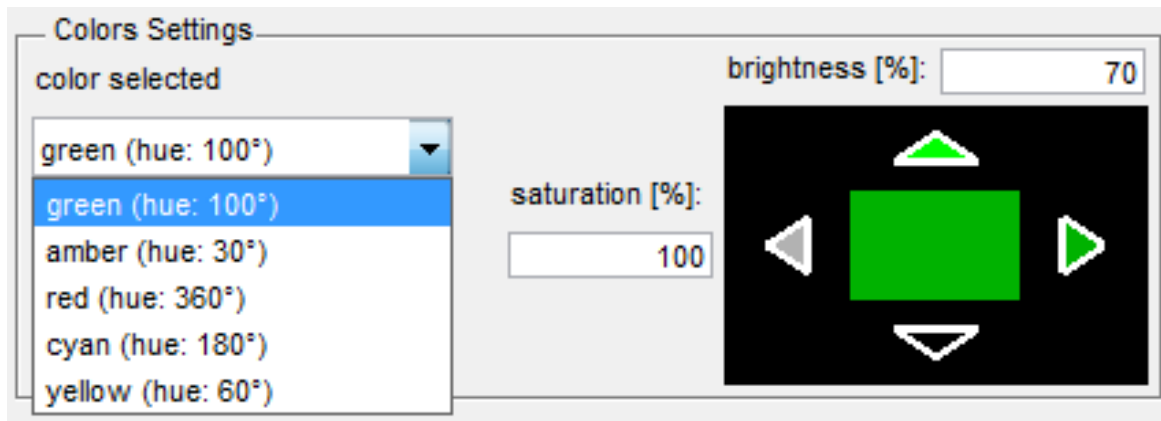 Colors Settings
color selected
brightness [%]: 70
green (hue: 100°)
green (hue: 100°)
amber (hue: 30°)
red (hue: 360°)
cyan (hue: 180°)
yellow (hue: 60°)
saturation [%]:
100